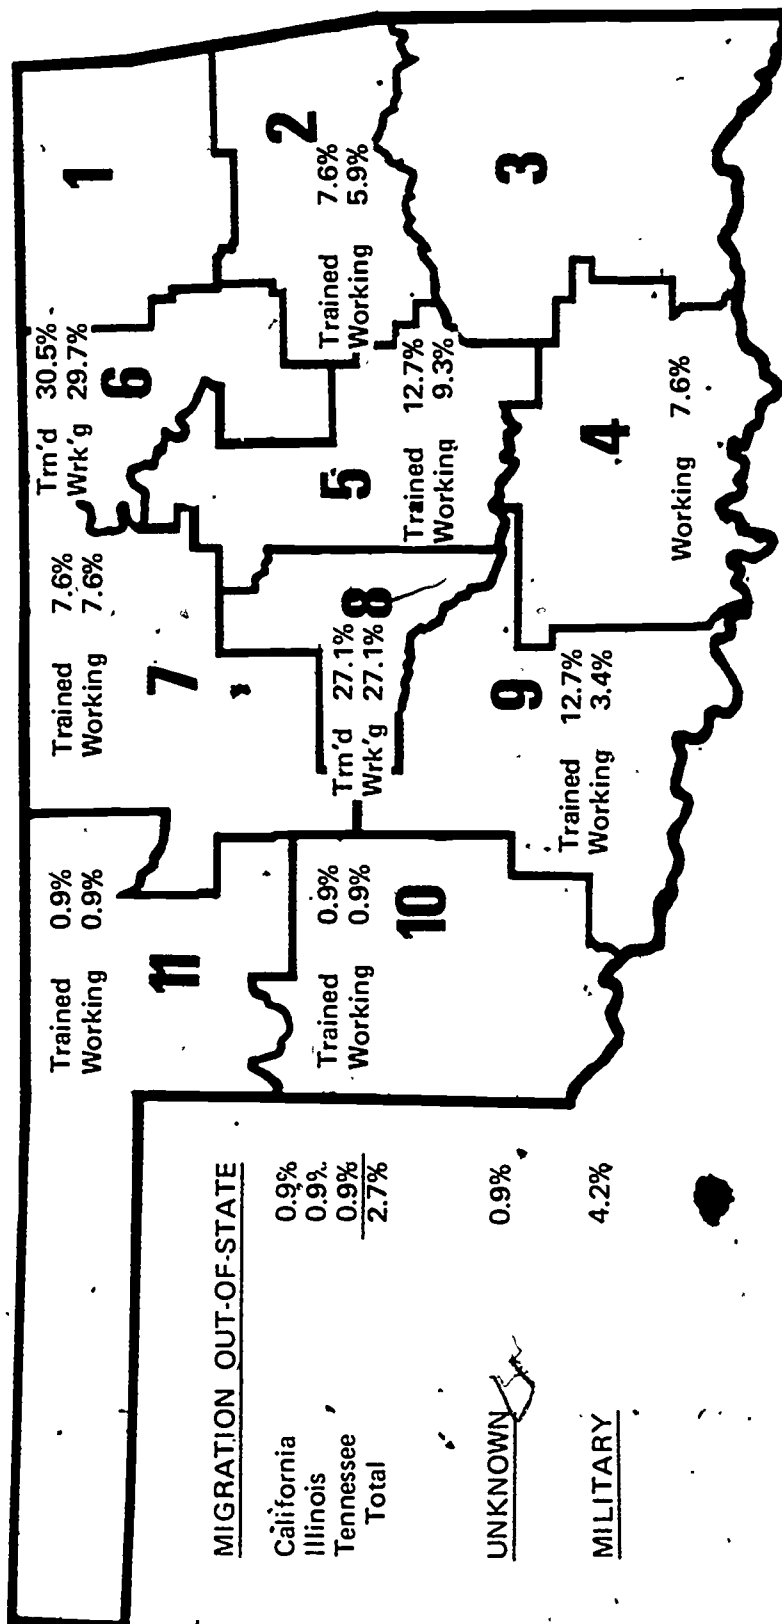 1
Trn'd 30.5%
Wrk'g 29.7%
6
Trained 7.6%
Working 7.6%
7
Trained 0.9%
Working 0.9%
11
2
Trained 7.6%
Working 5.9%
5
Trained 12.7%
Working 9.3%
8
Trn'd 27.1%
Wrk'g 27.1%
Trained 0.9%
Working 0.9%
10
3
4
Working 7.6%
9
Trained 12.7%
Working 3.4%
MIGRATION OUT-OF-STATE
California 0.9%
Illinois 0.9%
Tennessee 0.9%
Total 2.7%
UNKNOWN 0.9%
MILITARY 4.2%